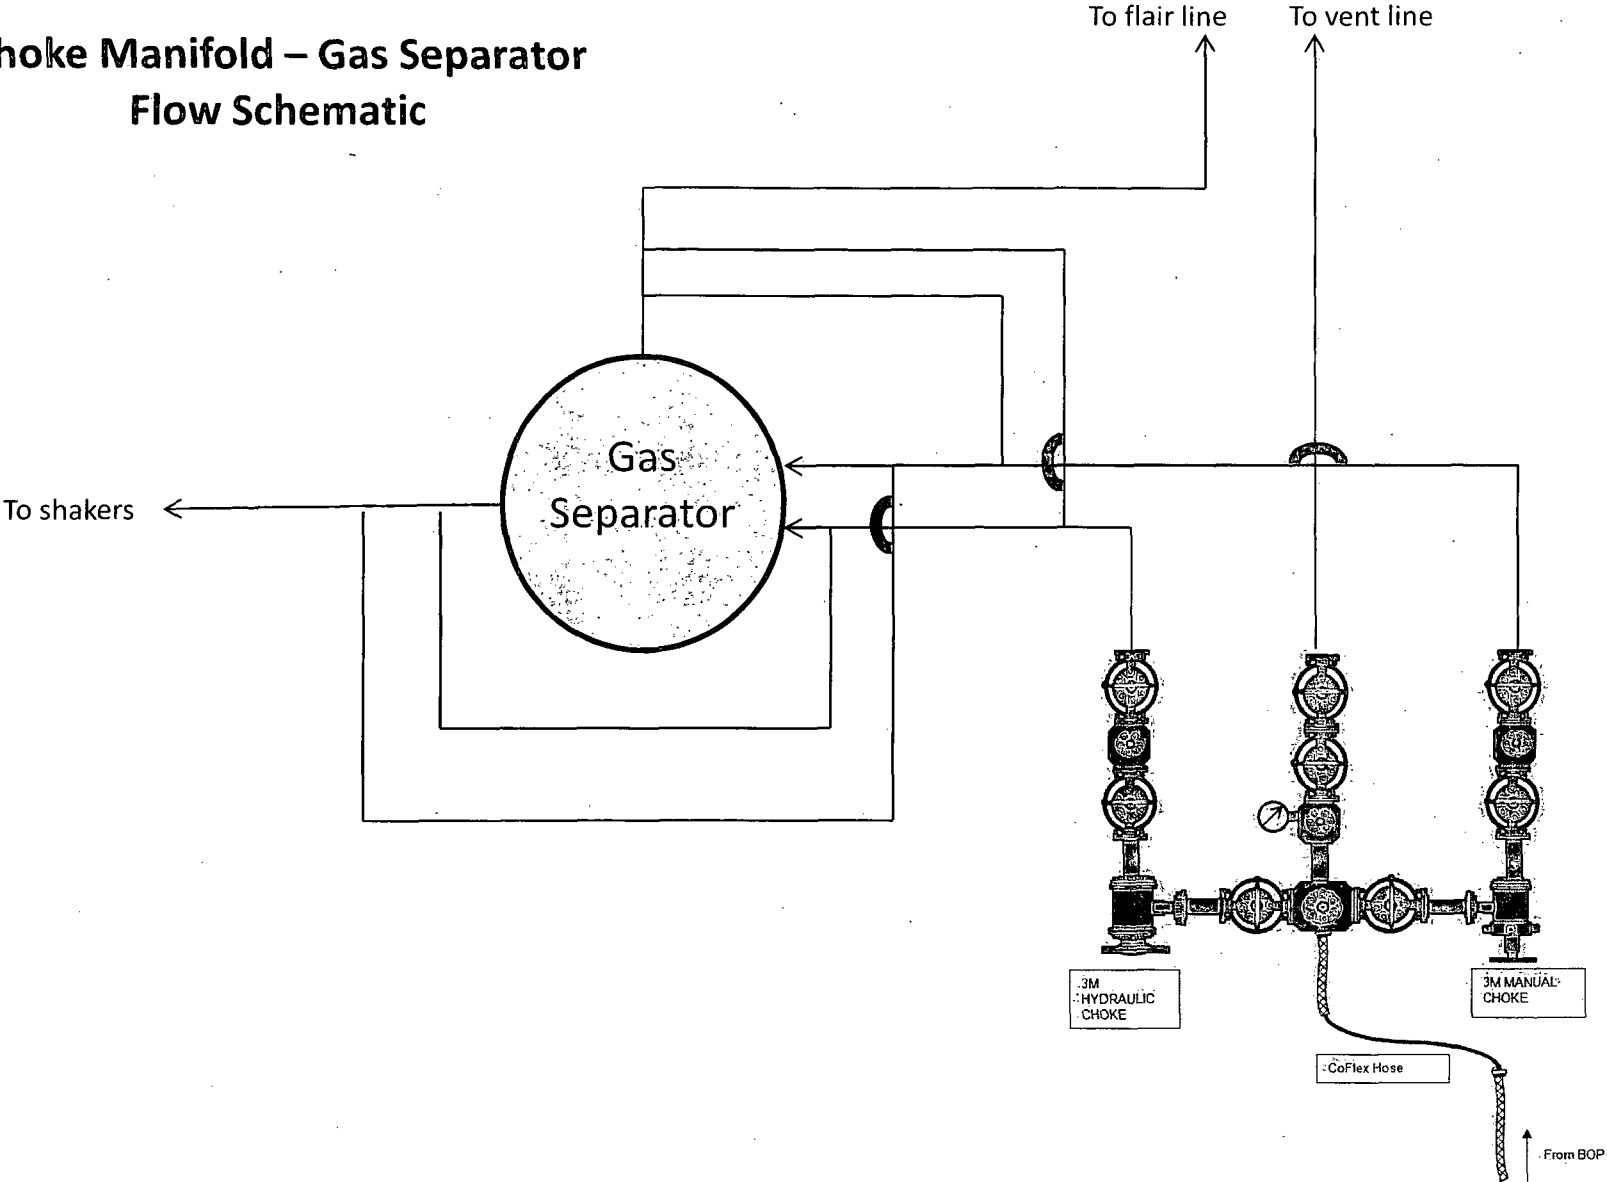 hoke Manifold – Gas Separator
Flow Schematic
To flair line
To vent line
Gas
Separator
To shakers
3M
HYDRAULIC
CHOKE
3M MANUAL
CHOKE
CoFlex Hose
From BOP